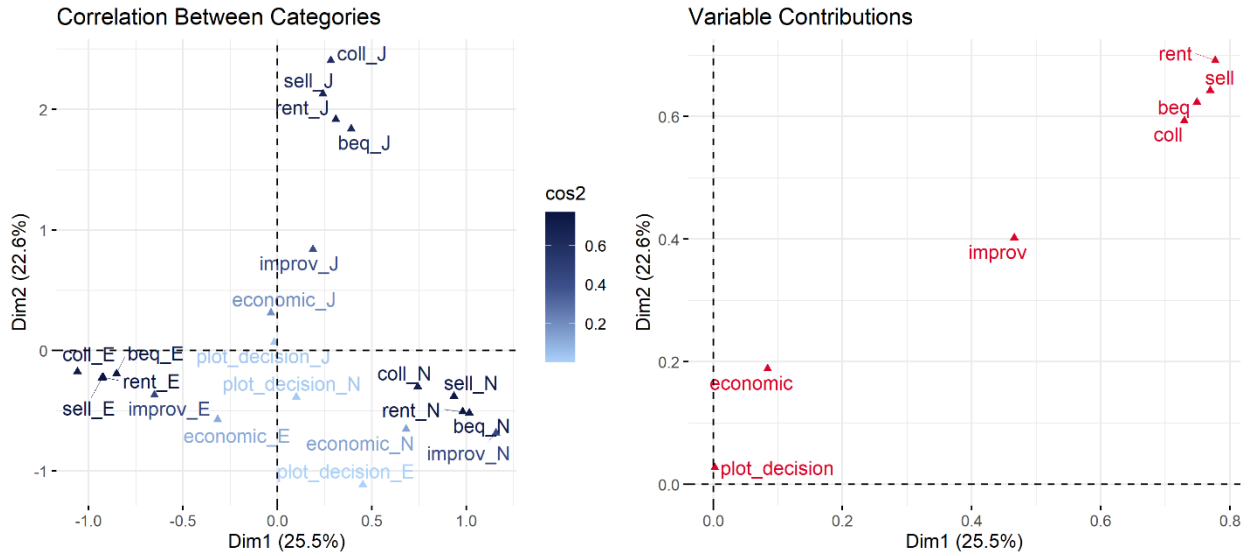 Correlation Between Categories
coll_J
sell_J
rent_J
beq_J
improv_J
economic_J
coll_E
beq_E
rent_E
sell_E
improv_E
plot_decision_J
plot_decision_N
coll_N
sell_N
rent_N
beq_N
economic_E
economic_N
improv_N
plot_decision_E
2
1
0
-1
-1.0
-0.5
0.0
0.5
1.0
Dim2 (22.6%)
Dim1 (25.5%)
cos2
0.6
0.4
0.2
Variable Contributions
rent
sell
beq
coll
improv
economic
plot_decision
0.6
0.4
0.2
0.0
0.0
0.2
0.4
0.6
0.8
Dim2 (22.6%)
Dim1 (25.5%)